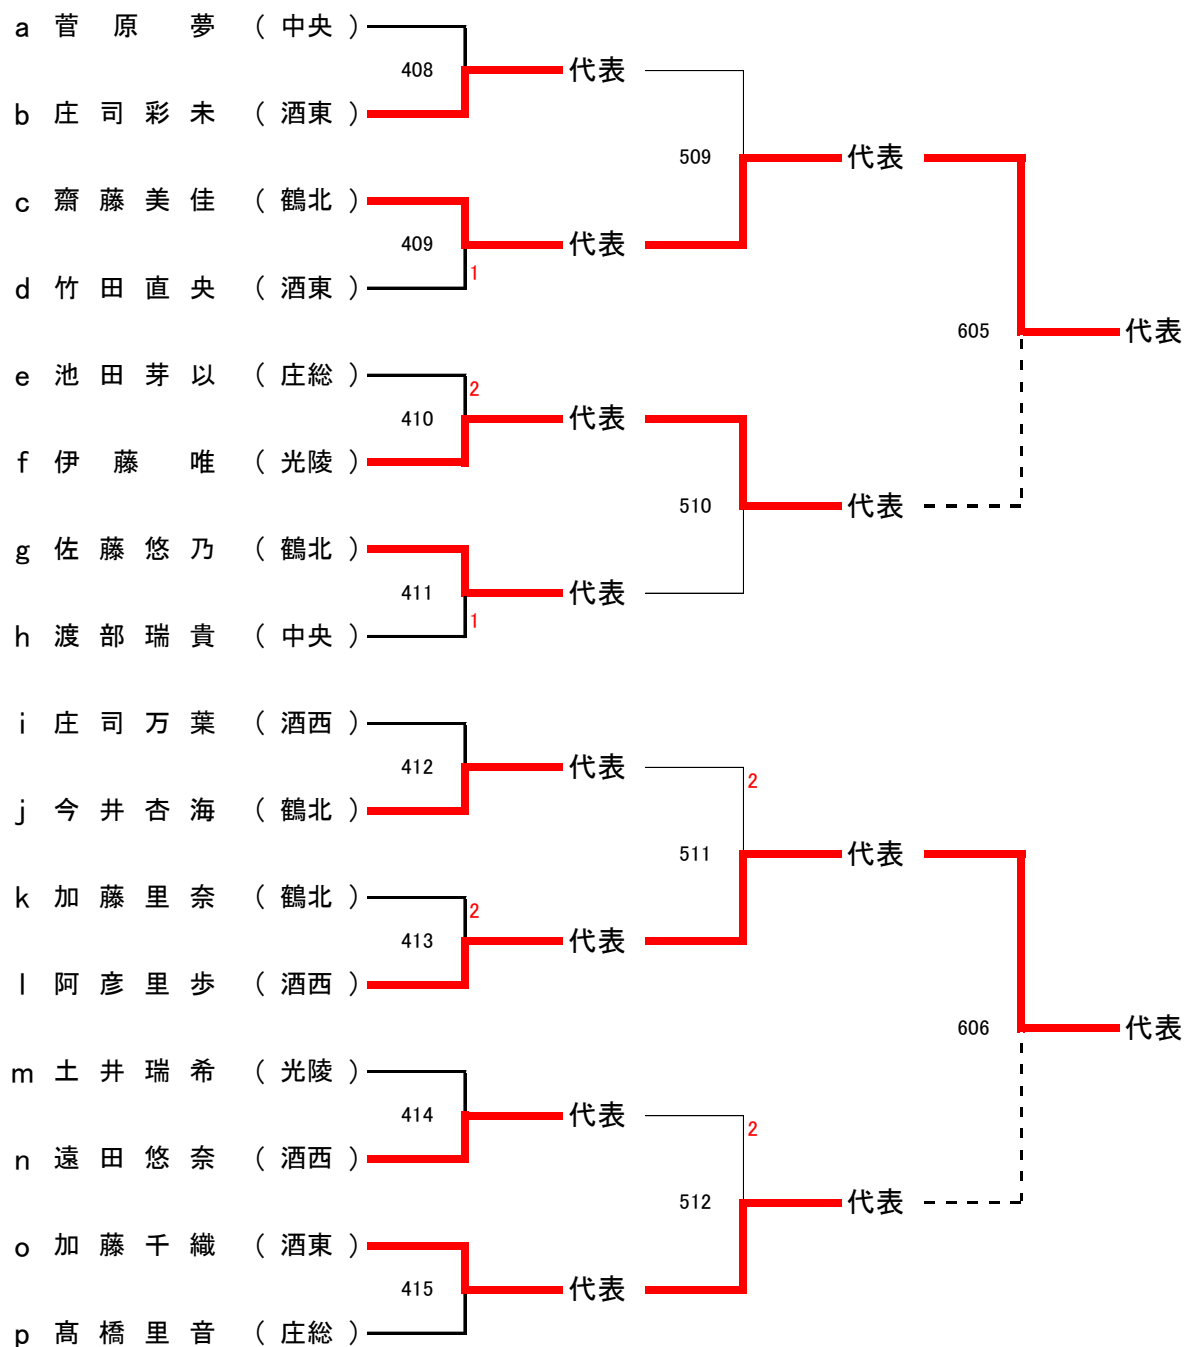 a 菅原 夢 （中央）
408 代表
b 庄司彩未 （酒東）
509 代表
c 齋藤美佳 （鶴北）
409 代表
1
d 竹田直央 （酒東）
605 代表
e 池田芽以 （庄総）
2
410 代表
f 伊藤 唯 （光陵）
510 代表
g 佐藤悠乃 （鶴北）
411 代表
1
h 渡部瑞貴 （中央）
i 庄司万葉 （酒西）
412 代表
2
j 今井杏海 （鶴北）
511 代表
k 加藤里奈 （鶴北）
2
413 代表
l 阿彦里歩 （酒西）
606 代表
m 土井瑞希 （光陵）
414 代表
2
n 遠田悠奈 （酒西）
512 代表
o 加藤千織 （酒東）
415 代表
p 髙橋里音 （庄総）